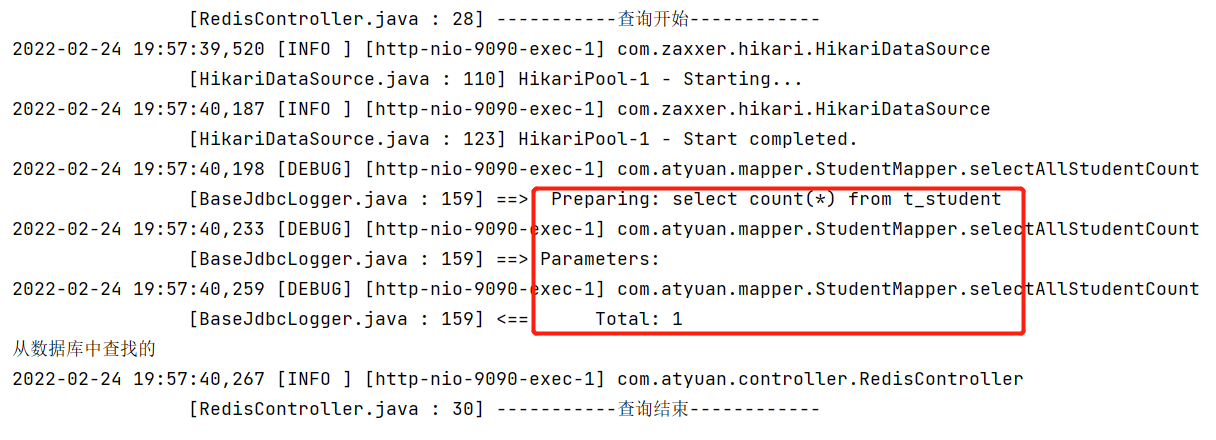 [RedisController.java : 28] -----------查询开始------------
2022-02-24 19:57:39,520 [INFO ] [http-nio-9090-exec-1] com.zaxxer.hikari.HikariDataSource
[HikariDataSource.java : 110] HikariPool-1 - Starting...
2022-02-24 19:57:40,187 [INFO ] [http-nio-9090-exec-1] com.zaxxer.hikari.HikariDataSource
[HikariDataSource.java : 123] HikariPool-1 - Start completed.
2022-02-24 19:57:40,198 [DEBUG] [http-nio-9090-exec-1] com.atyuan.mapper.StudentMapper.selectAllStudentCount
[BaseJdbcLogger.java : 159] ==>  Preparing: select count(*) from t_student
2022-02-24 19:57:40,233 [DEBUG] [http-nio-9090-exec-1] com.atyuan.mapper.StudentMapper.selectAllStudentCount
[BaseJdbcLogger.java : 159] ==> Parameters:
2022-02-24 19:57:40,259 [DEBUG] [http-nio-9090-exec-1] com.atyuan.mapper.StudentMapper.selectAllStudentCount
[BaseJdbcLogger.java : 159] <==      Total: 1
从数据库中查找的
2022-02-24 19:57:40,267 [INFO ] [http-nio-9090-exec-1] com.atyuan.controller.RedisController
[RedisController.java : 30] -----------查询结束------------